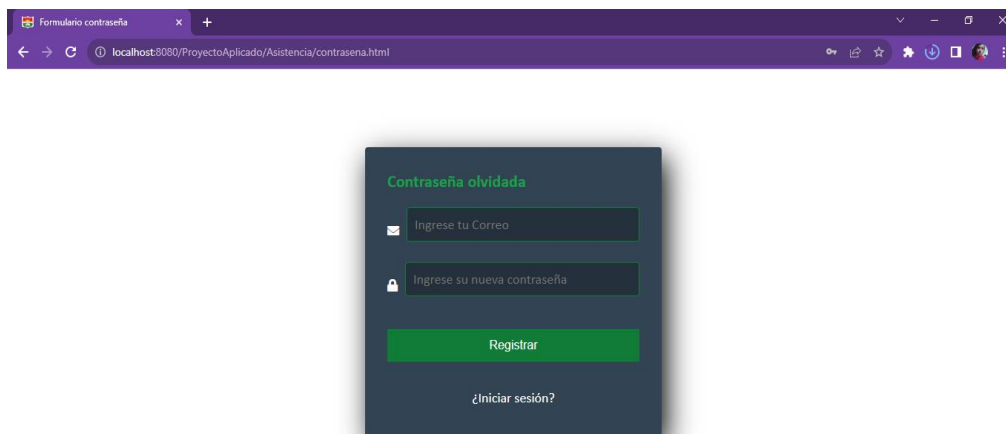 Formulario contraseña
localhost:8080/ProyectoAplicado/Asistencia/contrasena.html
Contraseña olvidada
Ingrese tu Correo
Ingrese su nueva contraseña
Registrar
¿Iniciar sesión?